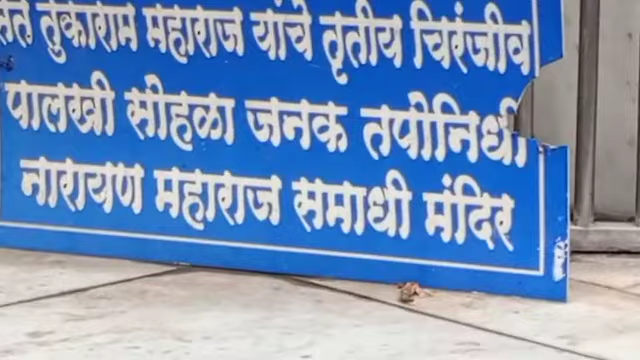 तुकाराम महाराज यांचे तृतीय चिरंजीव
पालखी सोहळा जनक तपोनिधी
नारायण महाराज समाधी मंदिर